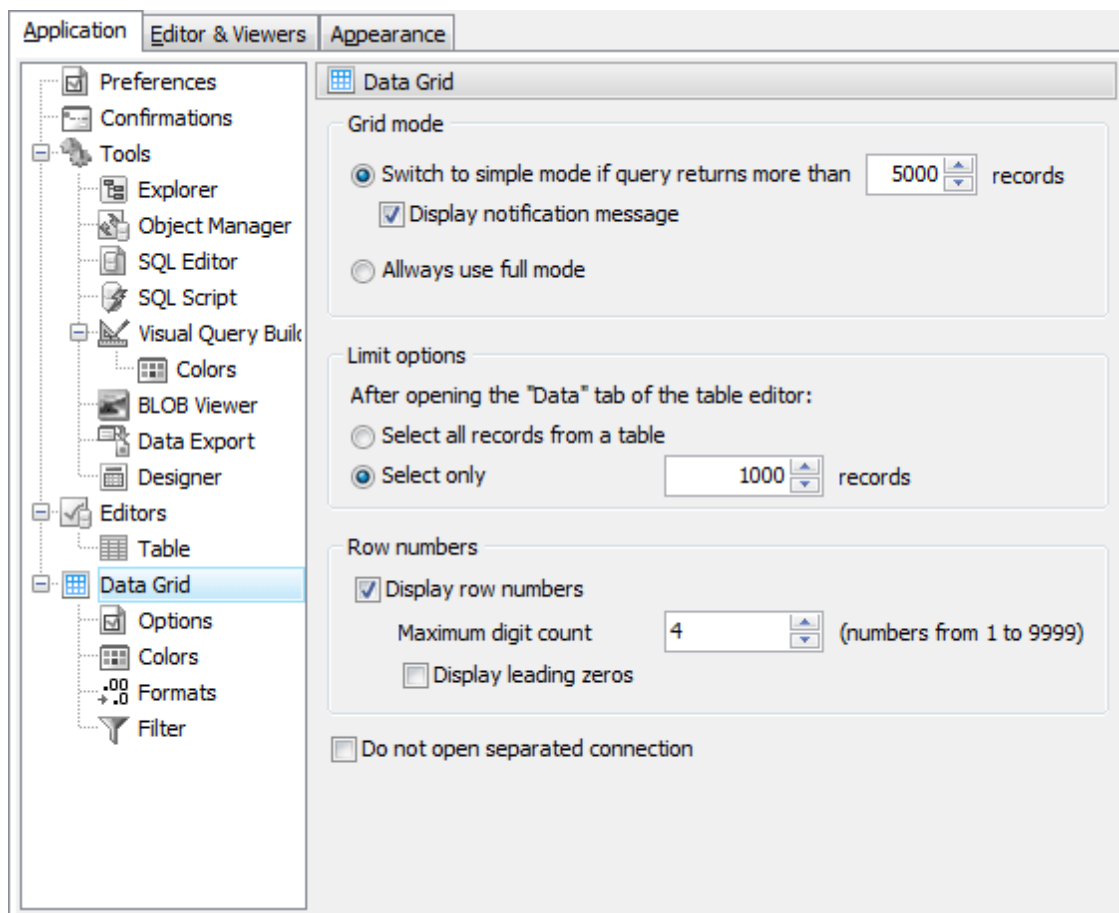 Application Editor & Viewers Appearance
Preferences
Confirmations
Tools
Explorer
Object Manager
SQL Editor
SQL Script
Visual Query Build
Colors
BLOB Viewer
Data Export
Designer
Editors
Table
Data Grid
Options
Colors
Formats
Filter
Data Grid
Grid mode
Switch to simple mode if query returns more than 5000 records
Display notification message
Allways use full mode
Limit options
After opening the "Data" tab of the table editor:
Select all records from a table
Select only 1000 records
Row numbers
Display row numbers
Maximum digit count 4 (numbers from 1 to 9999)
Display leading zeros
Do not open separated connection